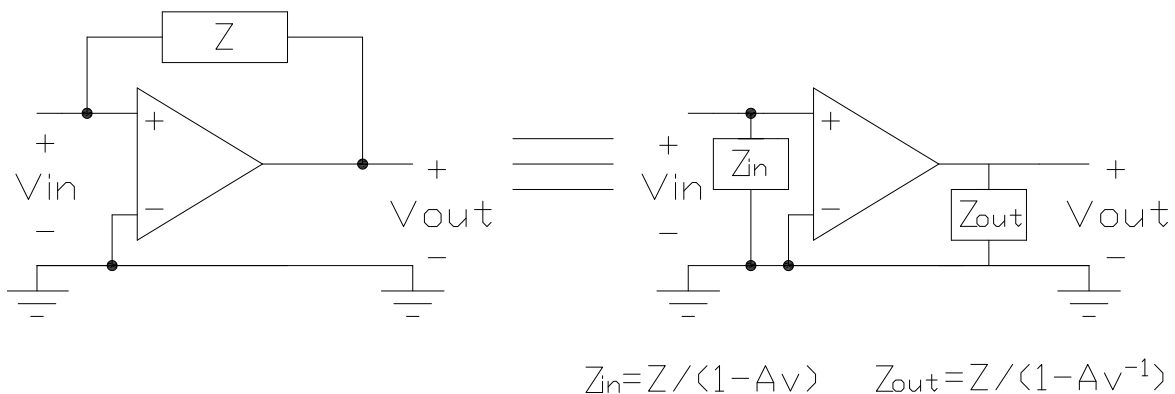 Z
+
+
Vin
-
-
+
Vout
-
+
+
Vin
-
Zin
-
Zout
+
Vout
-
Zin=Z/(1-Av)
Zout=Z/(1-Av⁻¹)